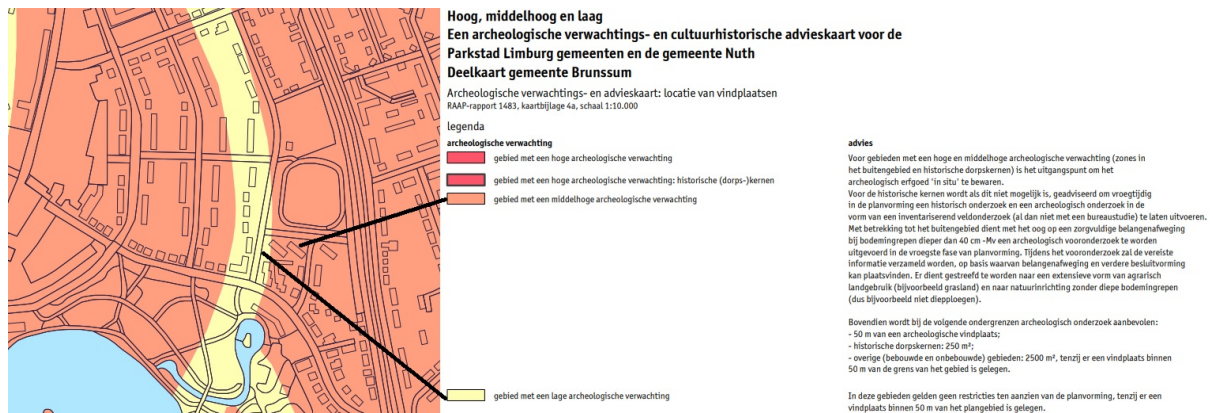 Hoog, middelhoog en laag
Een archeologische verwachtings- en cultuurhistorische advieskaart voor de
Parkstad Limburg gemeenten en de gemeente Nuth
Deelkaart gemeente Brunssum
Archeologische verwachtings- en advieskaart: locatie van vindplaatsen
RAAP-rapport 1483, kaartbijlage 4a, schaal 1:10.000
legenda
archeologische verwachting
gebied met een hoge archeologische verwachting
gebied met een hoge archeologische verwachting: historische (dorps-)kernen
gebied met een middelhoge archeologische verwachting
gebied met een lage archeologische verwachting
advies
Voor gebieden met een hoge en middelhoge archeologische verwachting (zones in
het buitengebied en historische dorpskernen) is het uitgangspunt om het
archeologisch erfgoed 'in situ' te bewaren.
Voor de historische kernen wordt als dit niet mogelijk is, geadviseerd om vroegtijdig
in de planvorming een historisch onderzoek en een archeologisch onderzoek in de
vorm van een inventariserend veldonderzoek (al dan niet met een bureaustudie) te laten uitvoeren.
Met betrekking tot het buitengebied dient met het oog op een zorgvuldige belangenafweging
bij bodemingrepen dieper dan 40 cm -Mv een archeologisch vooronderzoek te worden
uitgevoerd in de vroegste fase van planvorming. Tijdens het vooronderzoek zal de vereiste
informatie verzameld worden, op basis waarvan belangenafweging en verdere besluitvorming
kan plaatsvinden. Er dient gestreefd te worden naar een extensieve vorm van agrarisch
landgebruik (bijvoorbeeld grasland) en naar natuurinrichting zonder diepe bodemingrepen
(dus bijvoorbeeld niet diepploegen).
Bovendien wordt bij de volgende ondergrenzen archeologisch onderzoek aanbevolen:
- 50 m van een archeologische vindplaats;
- historische dorpskernen: 250 m²;
- overige (bebouwde en onbebouwde) gebieden: 2500 m², tenzij er een vindplaats binnen
50 m van de grens van het gebied is gelegen.
In deze gebieden gelden geen restricties ten aanzien van de planvorming, tenzij er een
vindplaats binnen 50 m van het plangebied is gelegen.